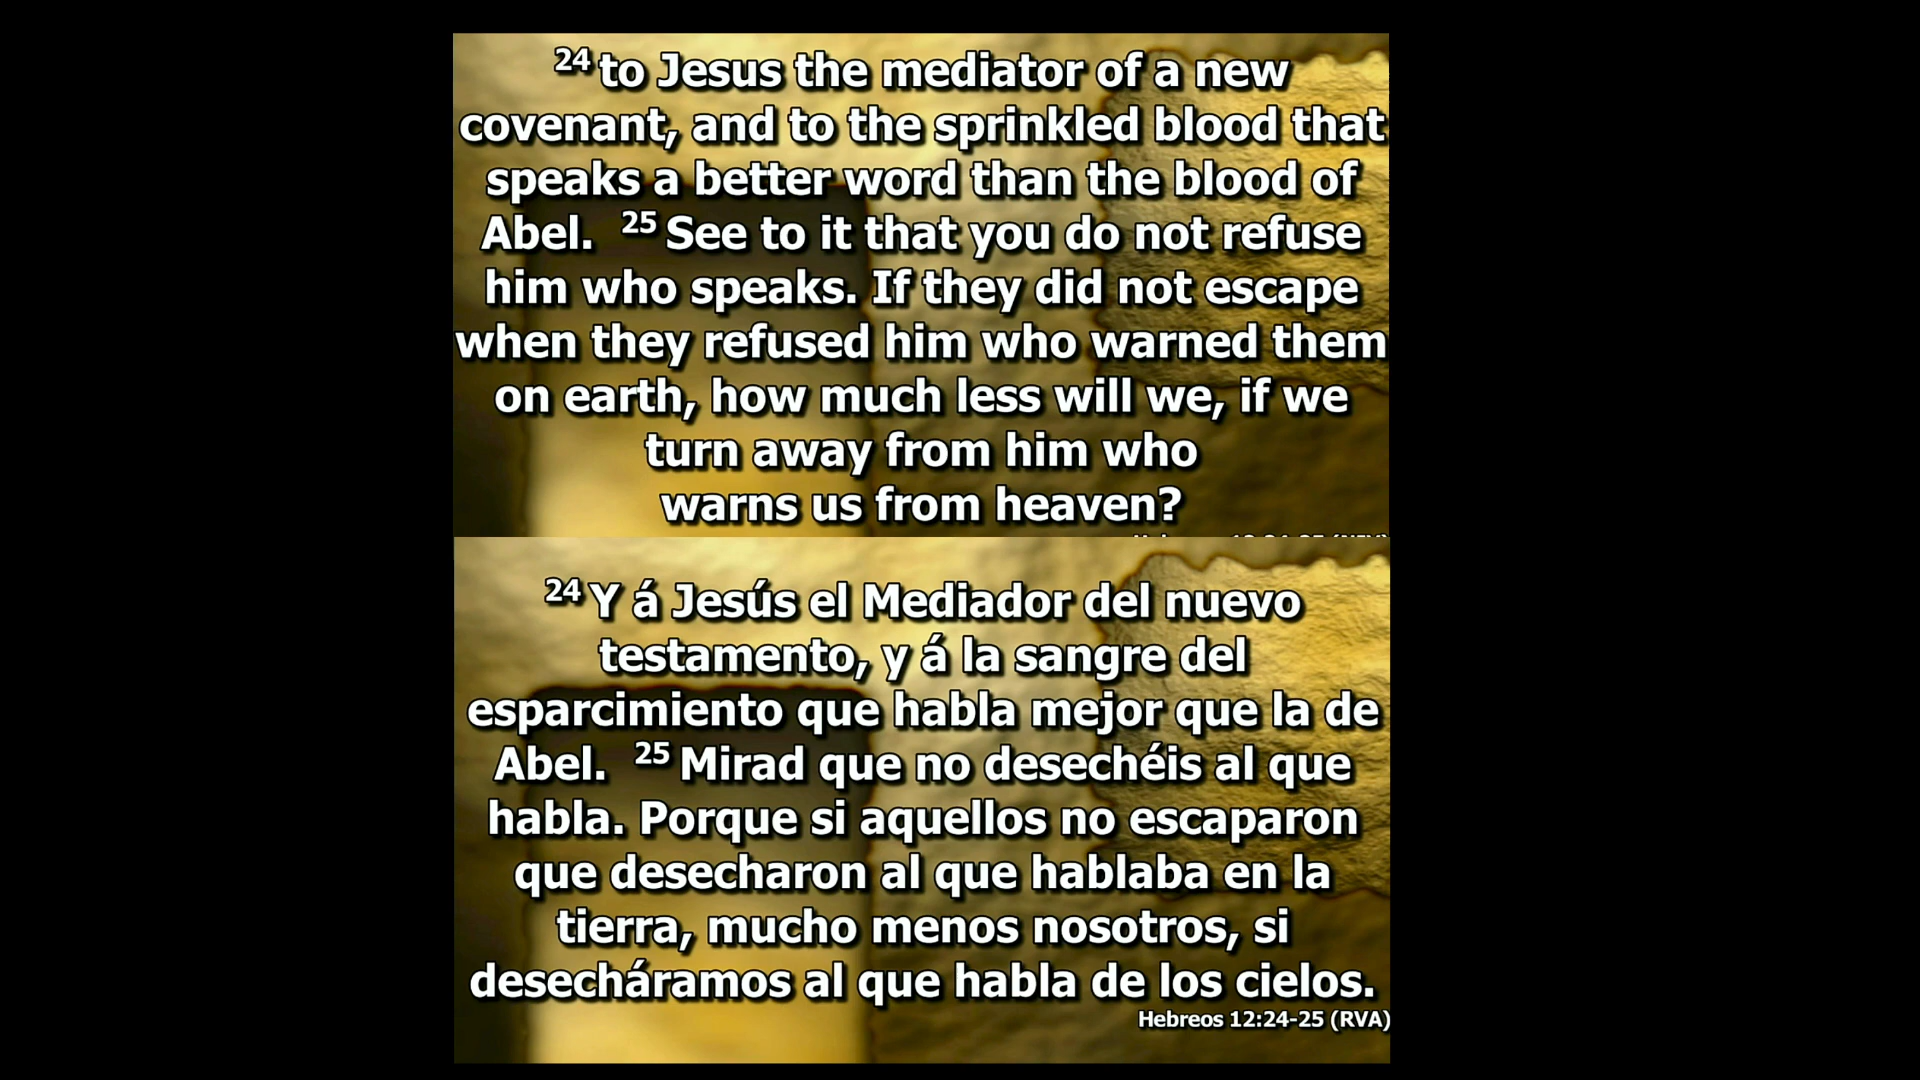 24 to Jesus the mediator of a new
covenant, and to the sprinkled blood that
speaks a better word than the blood of
Abel. 25 See to it that you do not refuse
him who speaks. If they did not escape
when they refused him who warned them
on earth, how much less will we, if we
turn away from him who
warns us from heaven?
24 Y á Jesús el Mediador del nuevo
testamento, y á la sangre del
esparcimiento que habla mejor que la de
Abel. 25 Mirad que no desechéis al que
habla. Porque si aquellos no escaparon
que desecharon al que hablaba en la
tierra, mucho menos nosotros, si
desecháramos al que habla de los cielos.
Hebreos 12:24-25 (RVA)